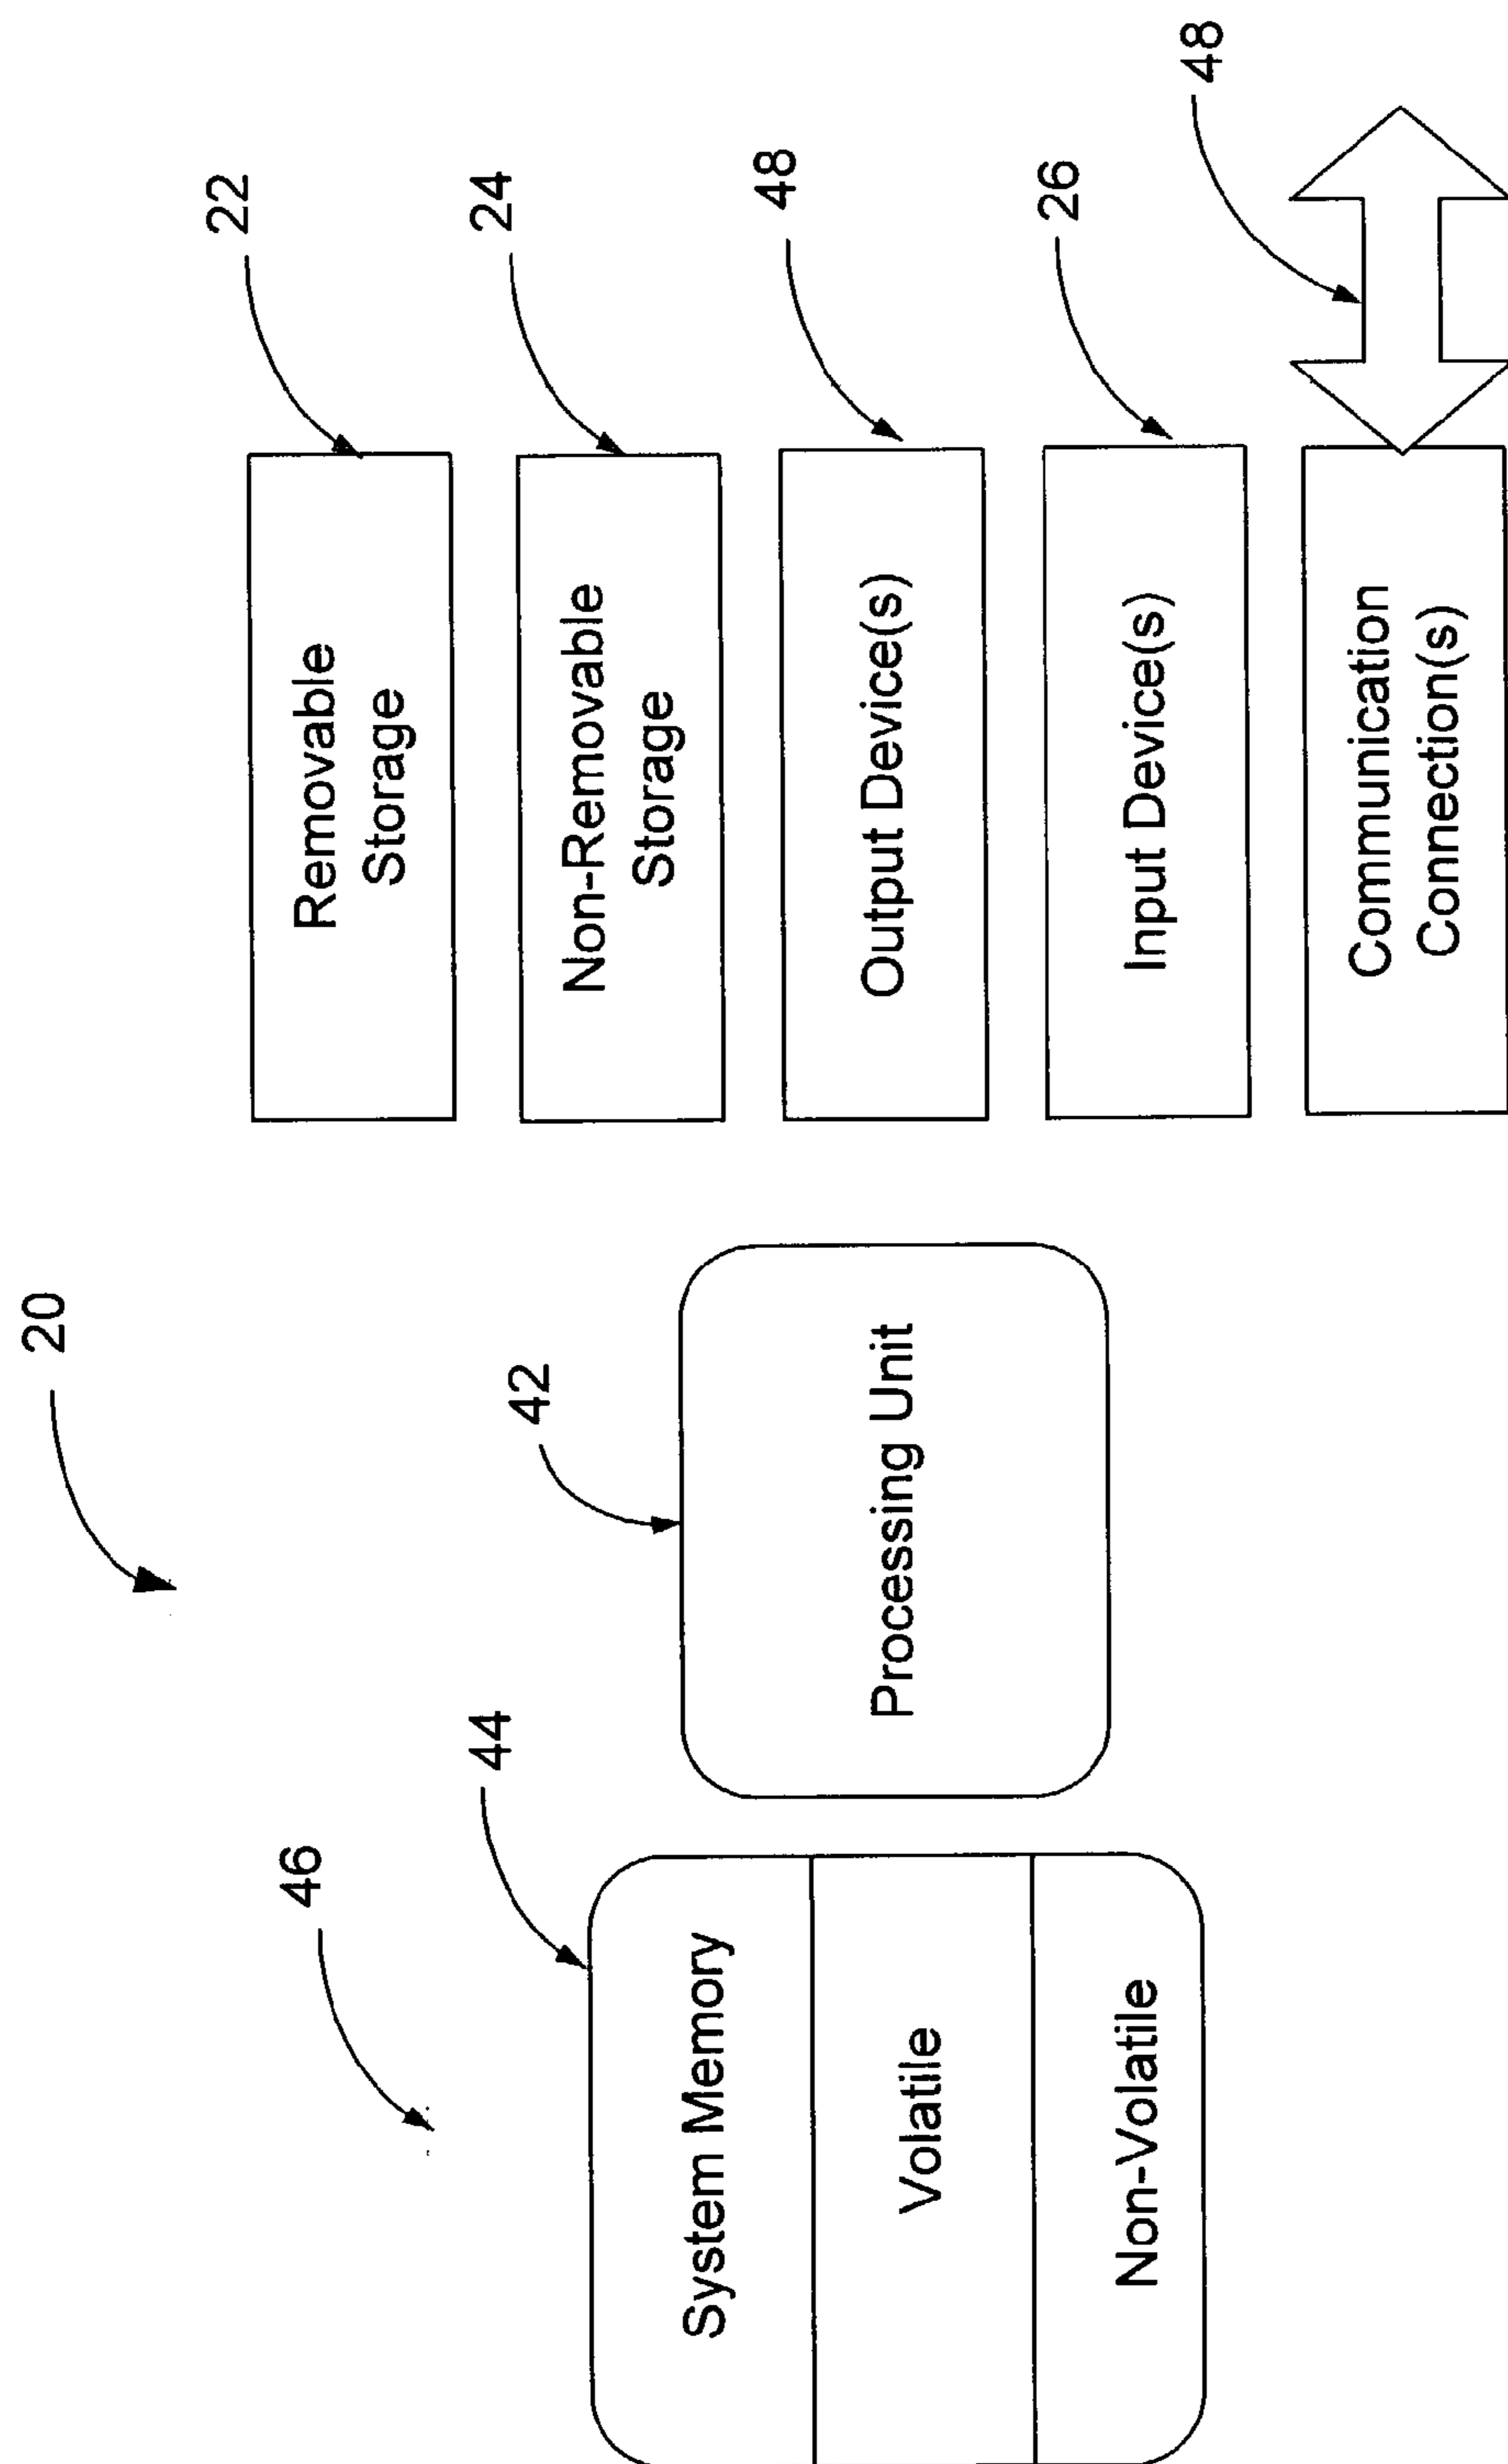 20
46
44
System Memory
Volatile
Non-Volatile
42
Processing Unit
22
Removable
Storage
24
Non-Removable
Storage
48
Output Device(s)
26
Input Device(s)
48
Communication
Connection(s)